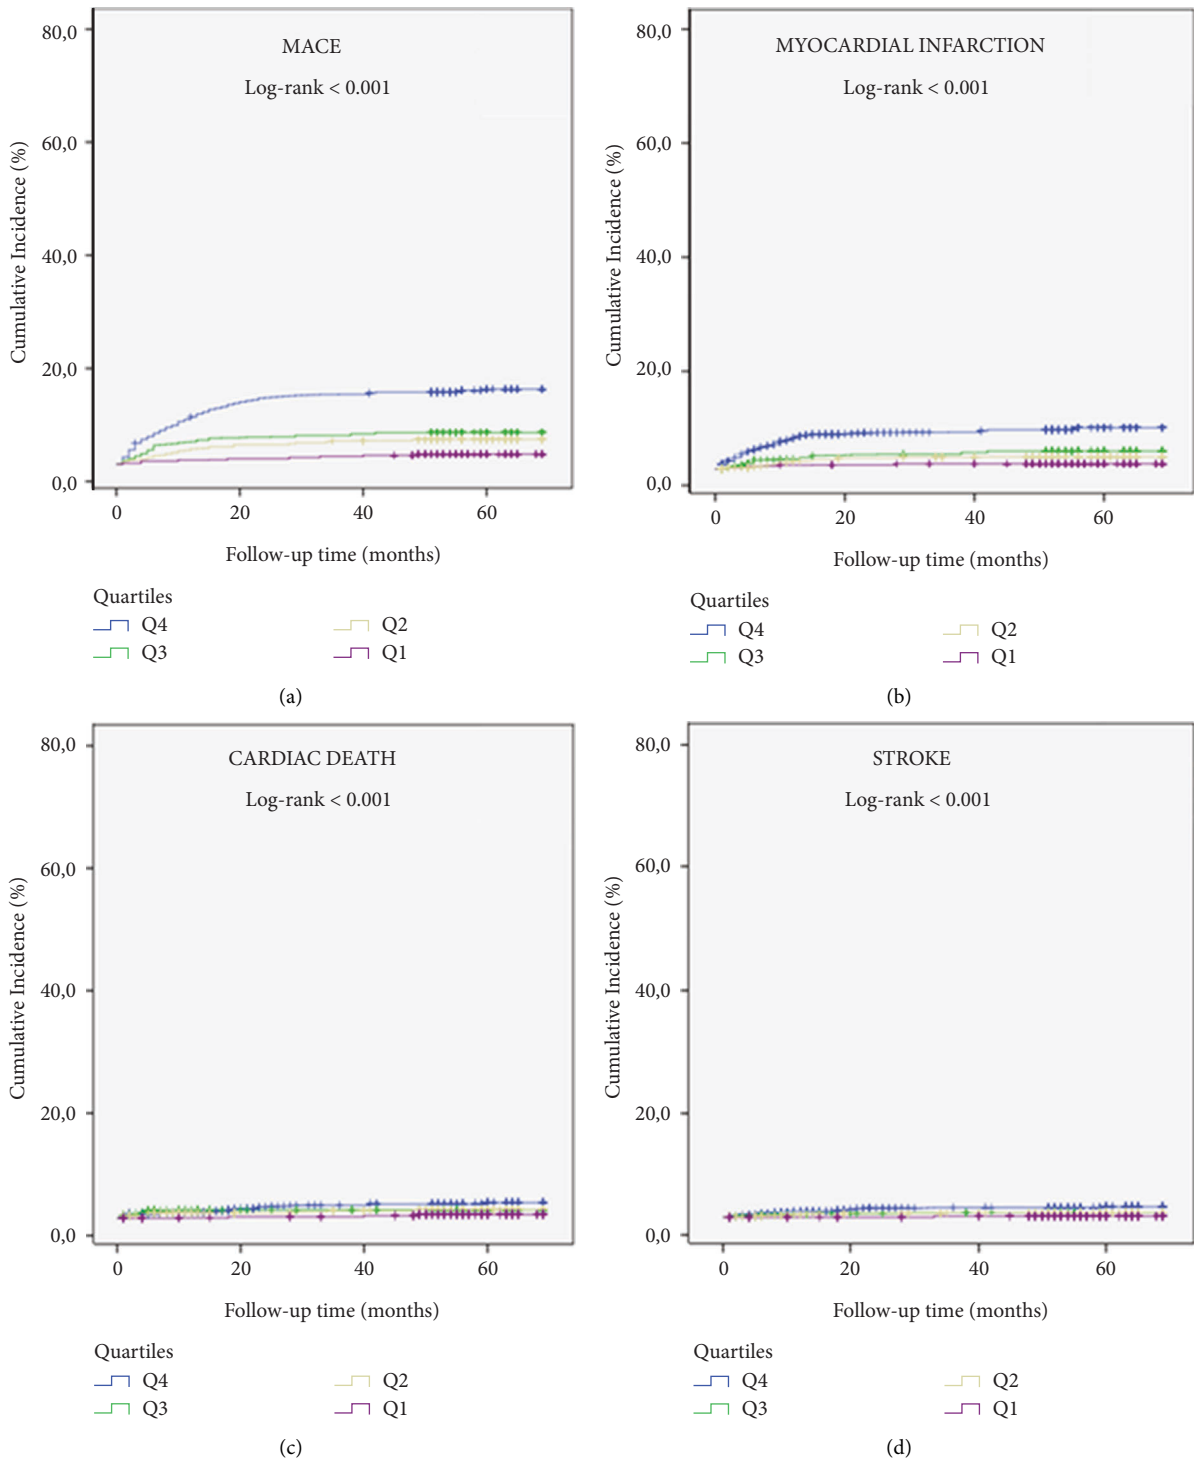 MACE
Log-rank < 0.001
Cumulative Incidence (%)
80,0
60,0
40,0
20,0
0,0
0 20 40 60
Follow-up time (months)
Quartiles
Q4 Q2
Q3 Q1
(a)
MYOCARDIAL INFARCTION
Log-rank < 0.001
Cumulative Incidence (%)
80,0
60,0
40,0
20,0
0,0
0 20 40 60
Follow-up time (months)
Quartiles
Q4 Q2
Q3 Q1
(b)
CARDIAC DEATH
Log-rank < 0.001
Cumulative Incidence (%)
80,0
60,0
40,0
20,0
0,0
0 20 40 60
Follow-up time (months)
Quartiles
Q4 Q2
Q3 Q1
(c)
STROKE
Log-rank < 0.001
Cumulative Incidence (%)
80,0
60,0
40,0
20,0
0,0
0 20 40 60
Follow-up time (months)
Quartiles
Q4 Q2
Q3 Q1
(d)